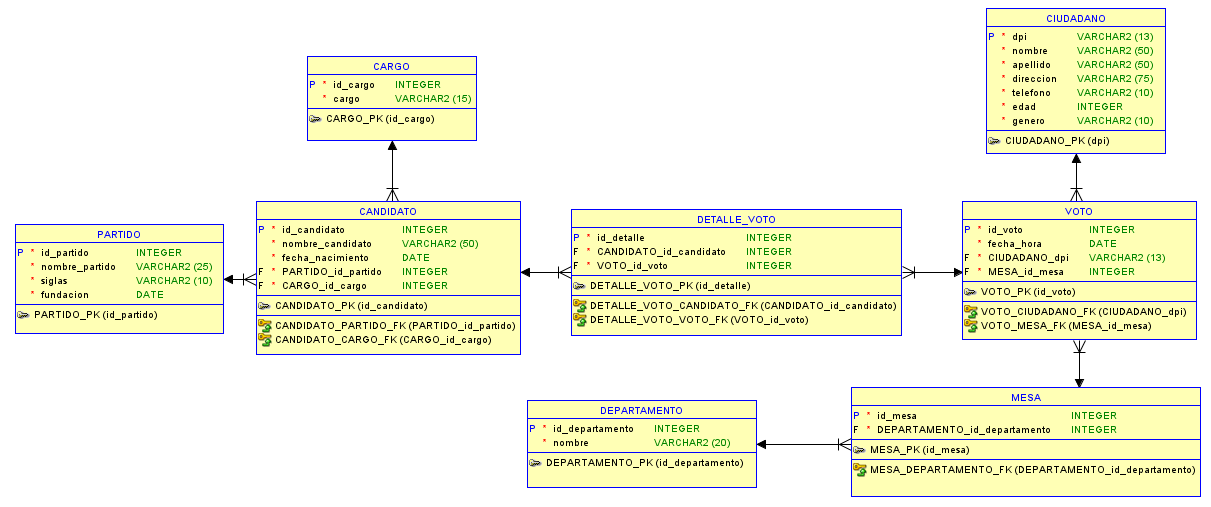 CIUDADANO
P * dpi VARCHAR2 (13)
* nombre VARCHAR2 (50)
* apellido VARCHAR2 (50)
* direccion VARCHAR2 (75)
* telefono VARCHAR2 (10)
* edad INTEGER
* genero VARCHAR2 (10)
CIUDADANO_PK (dpi)
CARGO
P * id_cargo INTEGER
* cargo VARCHAR2 (15)
CARGO_PK (id_cargo)
PARTIDO
P * id_partido INTEGER
* nombre_partido VARCHAR2 (25)
* siglas VARCHAR2 (10)
* fundacion DATE
PARTIDO_PK (id_partido)
CANDIDATO
P * id_candidato INTEGER
* nombre_candidato VARCHAR2 (50)
* fecha_nacimiento DATE
F * PARTIDO_id_partido INTEGER
F * CARGO_id_cargo INTEGER
CANDIDATO_PK (id_candidato)
CANDIDATO_PARTIDO_FK (PARTIDO_id_partido)
CANDIDATO_CARGO_FK (CARGO_id_cargo)
DETALLE_VOTO
P * id_detalle INTEGER
F * CANDIDATO_id_candidato INTEGER
F * VOTO_id_voto INTEGER
DETALLE_VOTO_PK (id_detalle)
DETALLE_VOTO_CANDIDATO_FK (CANDIDATO_id_candidato)
DETALLE_VOTO_VOTO_FK (VOTO_id_voto)
VOTO
P * id_voto INTEGER
* fecha_hora DATE
F * CIUDADANO_dpi VARCHAR2 (13)
F * MESA_id_mesa INTEGER
VOTO_PK (id_voto)
VOTO_CIUDADANO_FK (CIUDADANO_dpi)
VOTO_MESA_FK (MESA_id_mesa)
DEPARTAMENTO
P * id_departamento INTEGER
* nombre VARCHAR2 (20)
DEPARTAMENTO_PK (id_departamento)
MESA
P * id_mesa INTEGER
F * DEPARTAMENTO_id_departamento INTEGER
MESA_PK (id_mesa)
MESA_DEPARTAMENTO_FK (DEPARTAMENTO_id_departamento)